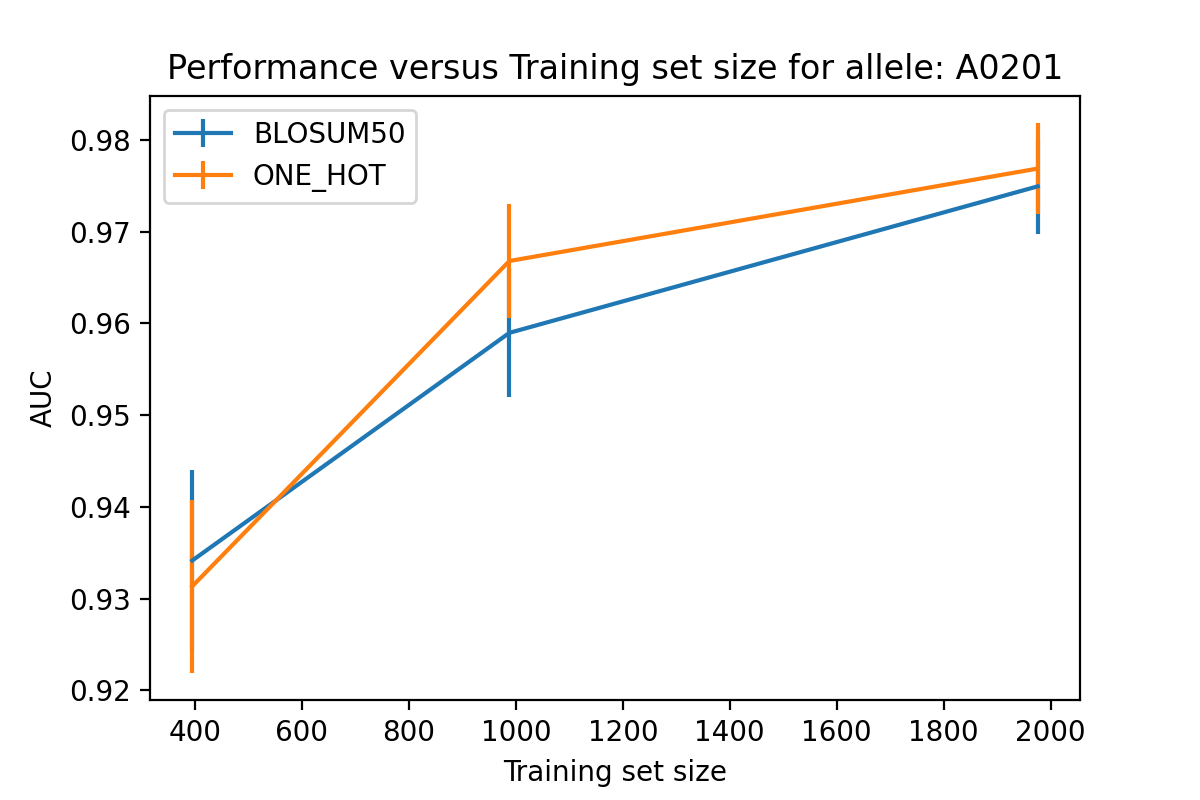 Performance versus Training set size for allele: A0201
BLOSUM50
ONE_HOT
0.98
0.97
0.96
0.95
0.94
0.93
0.92
AUC
400 600 800 1000 1200 1400 1600 1800 2000
Training set size